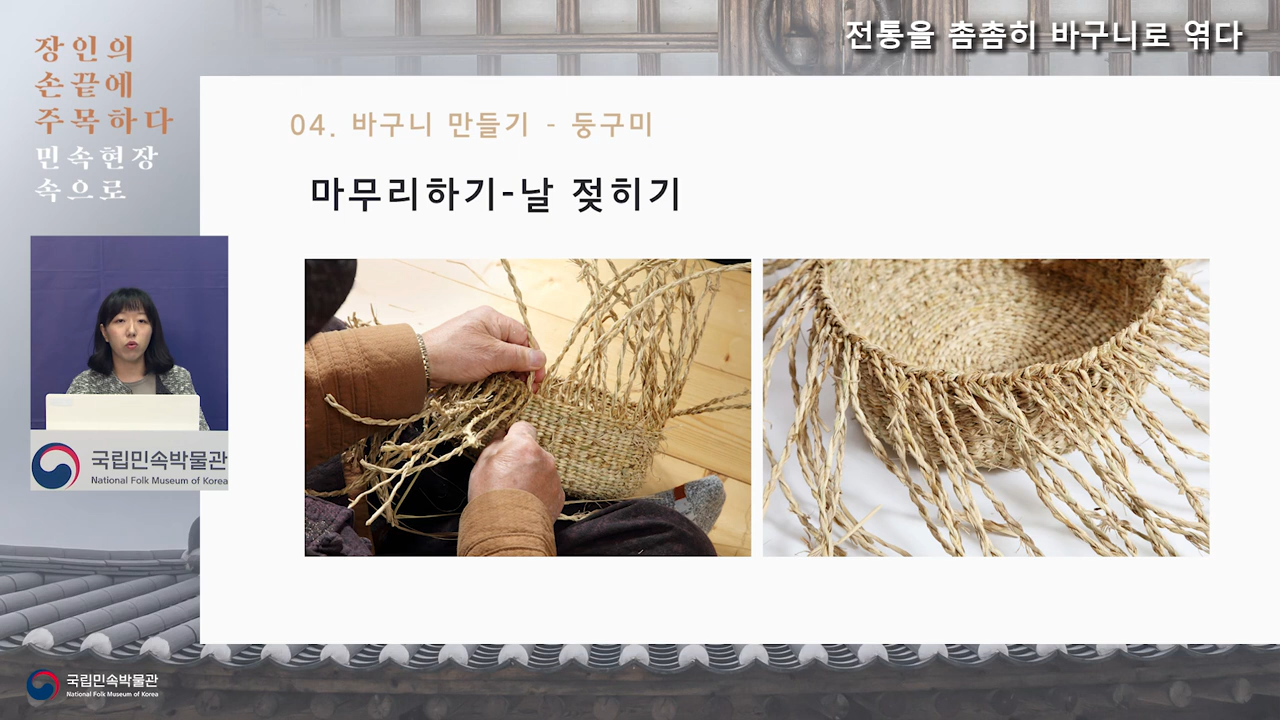 장인의
손끝에
주목하다
민속현장
속으로
전통을 촘촘히 바구니로 엮다
04. 바구니 만들기 - 둥구미
마무리하기-날 젖히기
국립민속박물관
National Folk Museum of Korea
국립민속박물관
National Folk Museum of Korea